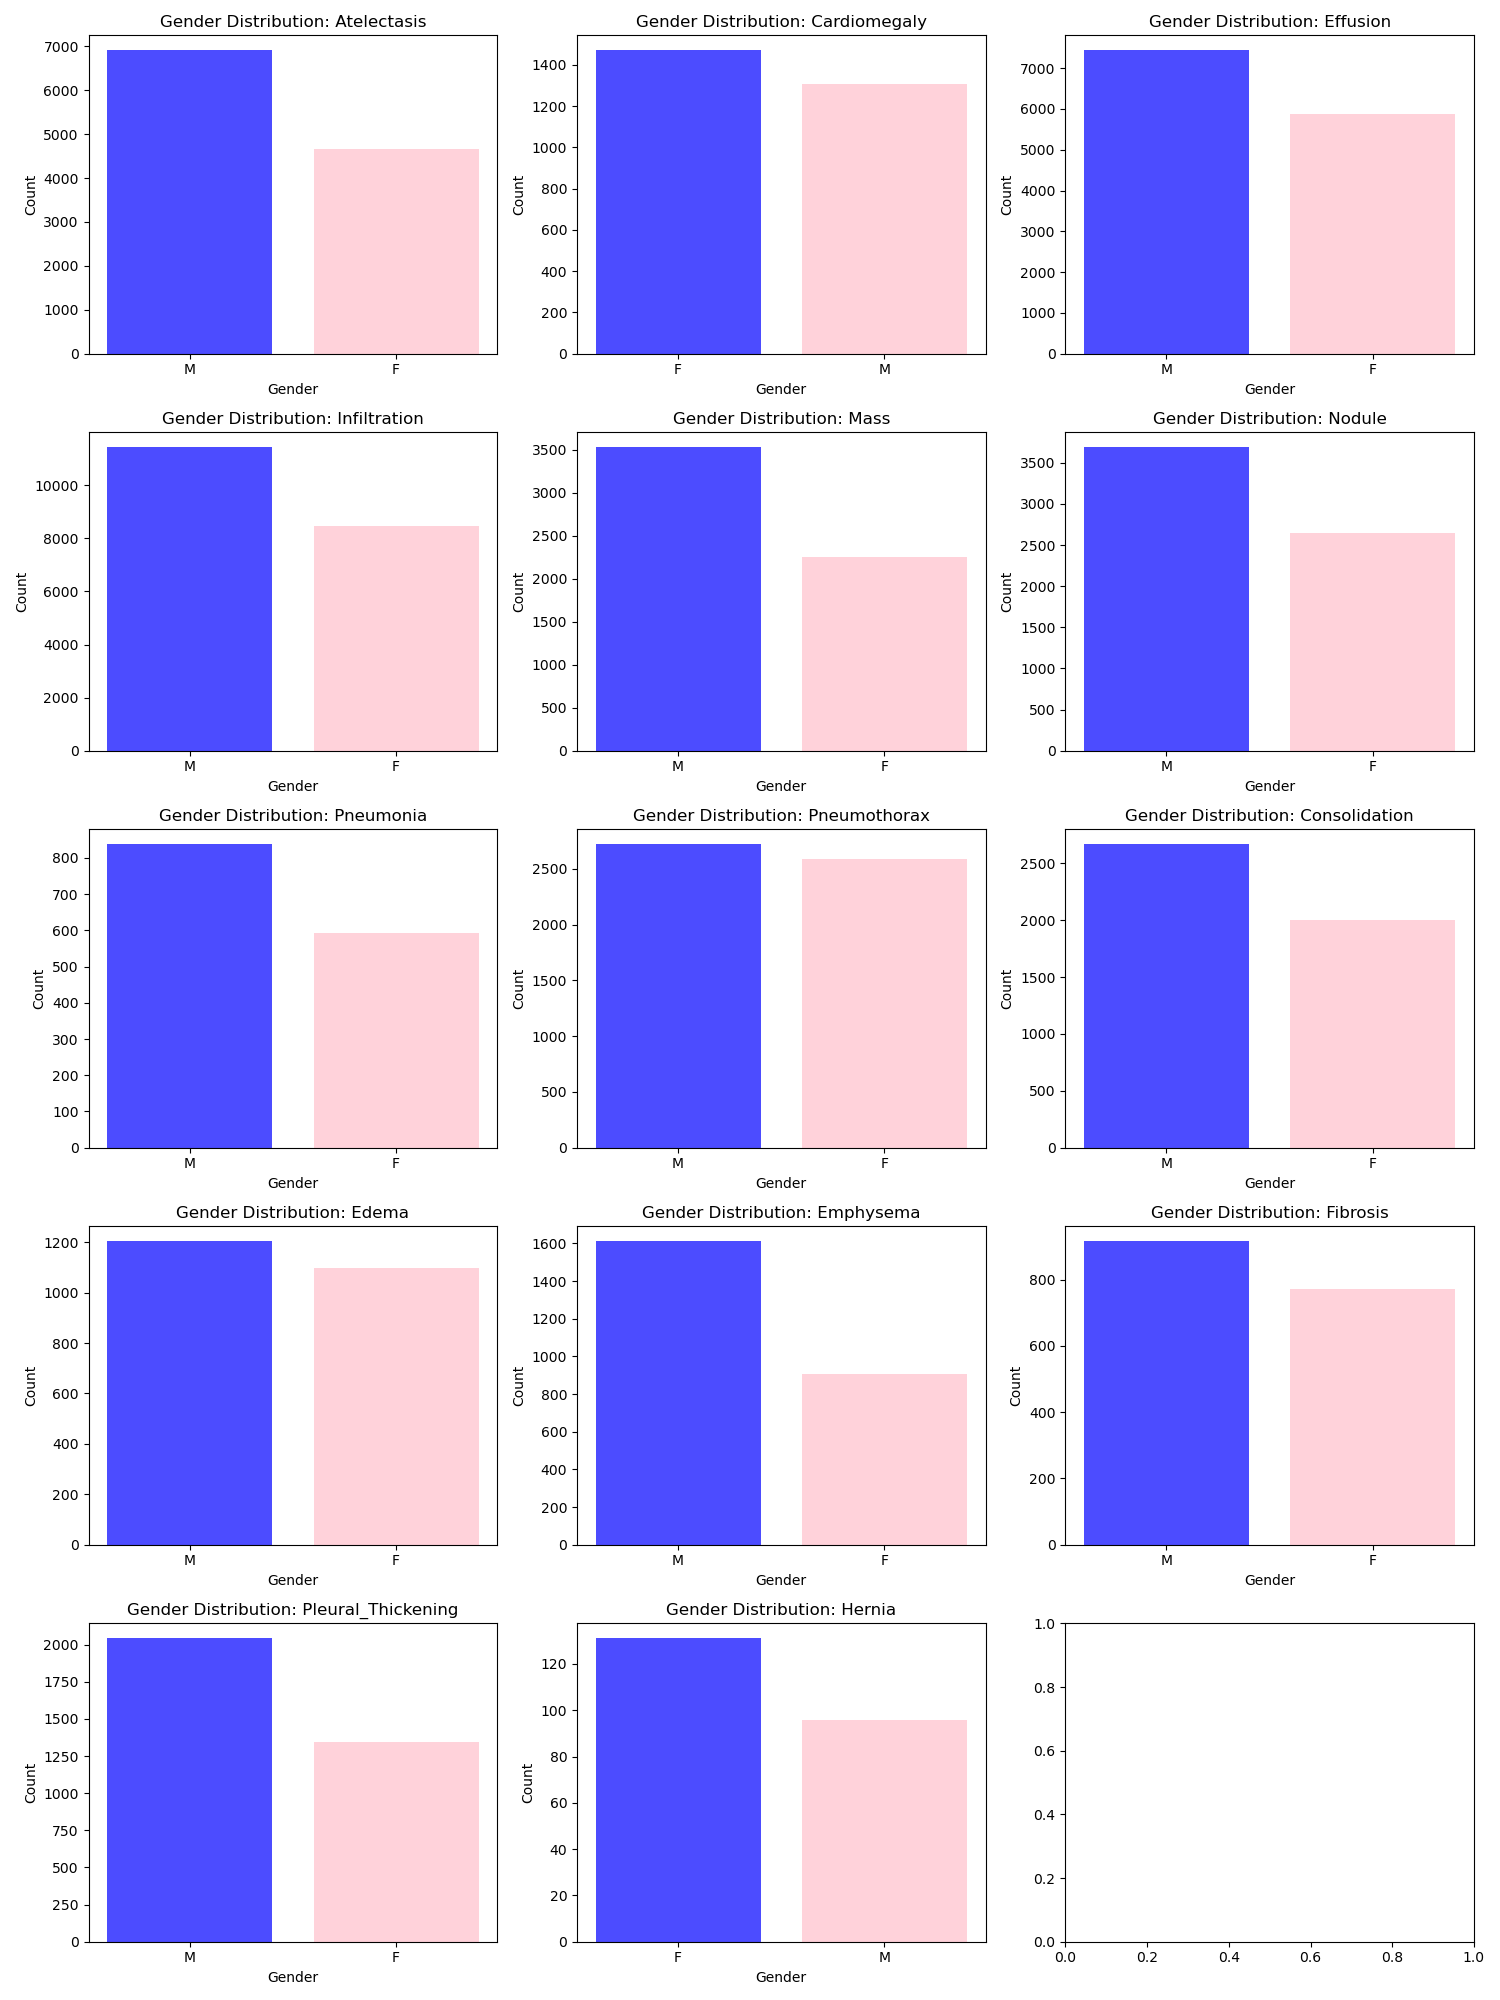 Gender Distribution: Atelectasis
7000
6000
5000
4000
3000
2000
1000
0
Count
M F
Gender
Gender Distribution: Cardiomegaly
1400
1200
1000
800
600
400
200
0
Count
F M
Gender
Gender Distribution: Effusion
7000
6000
5000
4000
3000
2000
1000
0
Count
M F
Gender
Gender Distribution: Infiltration
10000
8000
6000
4000
2000
0
Count
M F
Gender
Gender Distribution: Mass
3500
3000
2500
2000
1500
1000
500
0
Count
M F
Gender
Gender Distribution: Nodule
3500
3000
2500
2000
1500
1000
500
0
Count
M F
Gender
Gender Distribution: Pneumonia
800
700
600
500
400
300
200
100
0
Count
M F
Gender
Gender Distribution: Pneumothorax
2500
2000
1500
1000
500
0
Count
M F
Gender
Gender Distribution: Consolidation
2500
2000
1500
1000
500
0
Count
M F
Gender
Gender Distribution: Edema
1200
1000
800
600
400
200
0
Count
M F
Gender
Gender Distribution: Emphysema
1600
1400
1200
1000
800
600
400
200
0
Count
M F
Gender
Gender Distribution: Fibrosis
800
600
400
200
0
Count
M F
Gender
Gender Distribution: Pleural_Thickening
2000
1750
1500
1250
1000
750
500
250
0
Count
M F
Gender
Gender Distribution: Hernia
120
100
80
60
40
20
0
Count
F M
Gender
1.0
0.8
0.6
0.4
0.2
0.0
0.0 0.2 0.4 0.6 0.8 1.0